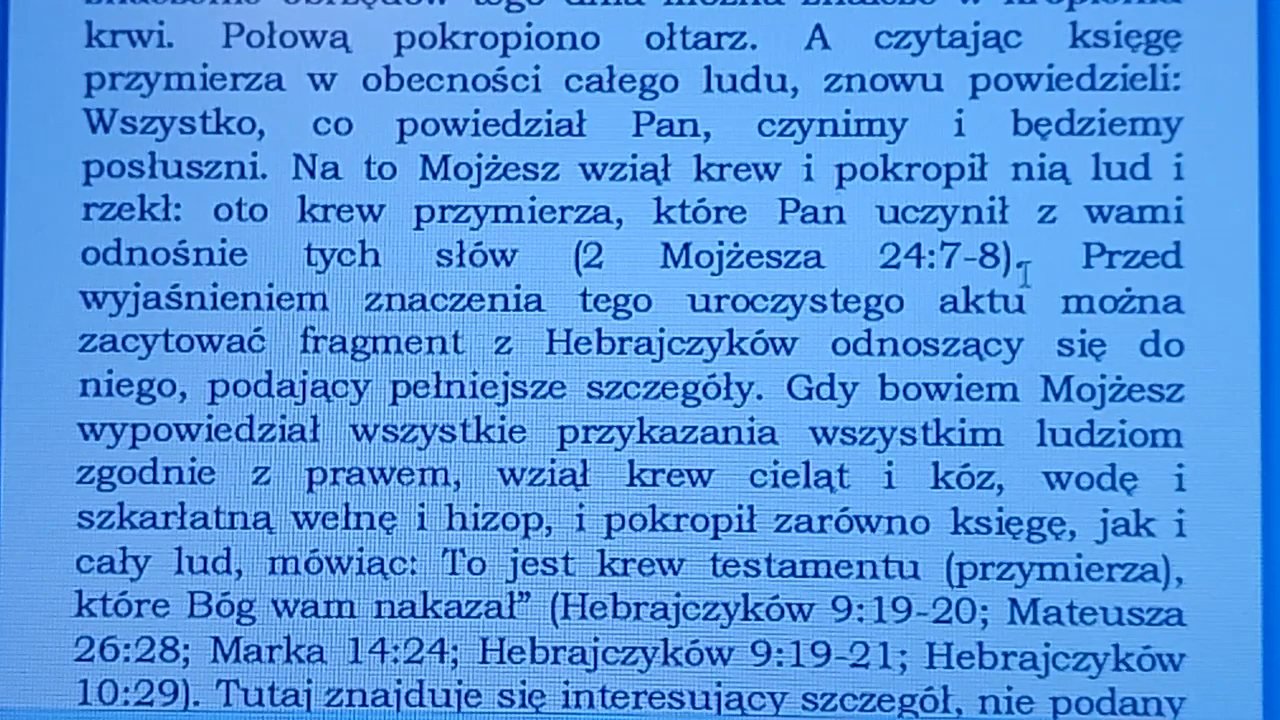 krwi. Połową pokropiono ołtarz. A czytając księgę
przymierza w obecności całego ludu, znowu powiedzieli:
Wszystko, co powiedział Pan, czynimy i będziemy
posłuszni. Na to Mojżesz wziął krew i pokropił nią lud i
rzekł: oto krew przymierza, które Pan uczynił z wami
odnośnie tych słów (2 Mojżesza 24:7-8). Przed
wyjaśnieniem znaczenia tego uroczystego aktu można
zacytować fragment z Hebrajczyków odnoszący się do
niego, podający pełniejsze szczegóły. Gdy bowiem Mojżesz
wypowiedział wszystkie przykazania wszystkim ludziom
zgodnie z prawem, wziął krew cieląt i kóz, wodę i
szkarłatną wełnę i hizop, i pokropił zarówno księgę, jak i
cały lud, mówiąc: To jest krew testamentu (przymierza),
które Bóg wam nakazał” (Hebrajczyków 9:19-20; Mateusza
26:28; Marka 14:24; Hebrajczyków 9:19-21; Hebrajczyków
10:29). Tutaj znajduje się interesujący szczegół, nie podany